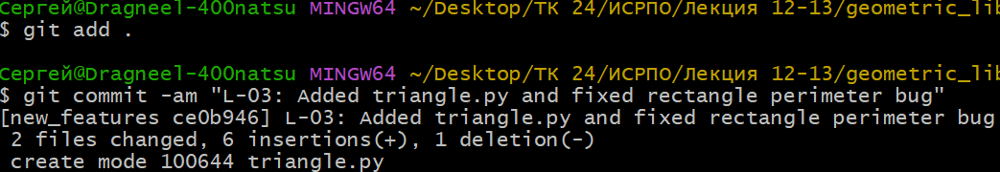 Сергей@Dragneel-400natsu MINGW64 ~/Desktop/ТК 24/ИСРПО/Лекция 12-13/geometric_lib
$ git add .
Сергей@Dragneel-400natsu MINGW64 ~/Desktop/ТК 24/ИСРПО/Лекция 12-13/geometric_lib
$ git commit -am "L-03: Added triangle.py and fixed rectangle perimeter bug"
[new_features ce0b946] L-03: Added triangle.py and fixed rectangle perimeter bug
2 files changed, 6 insertions(+), 1 deletion(-)
create mode 100644 triangle.py